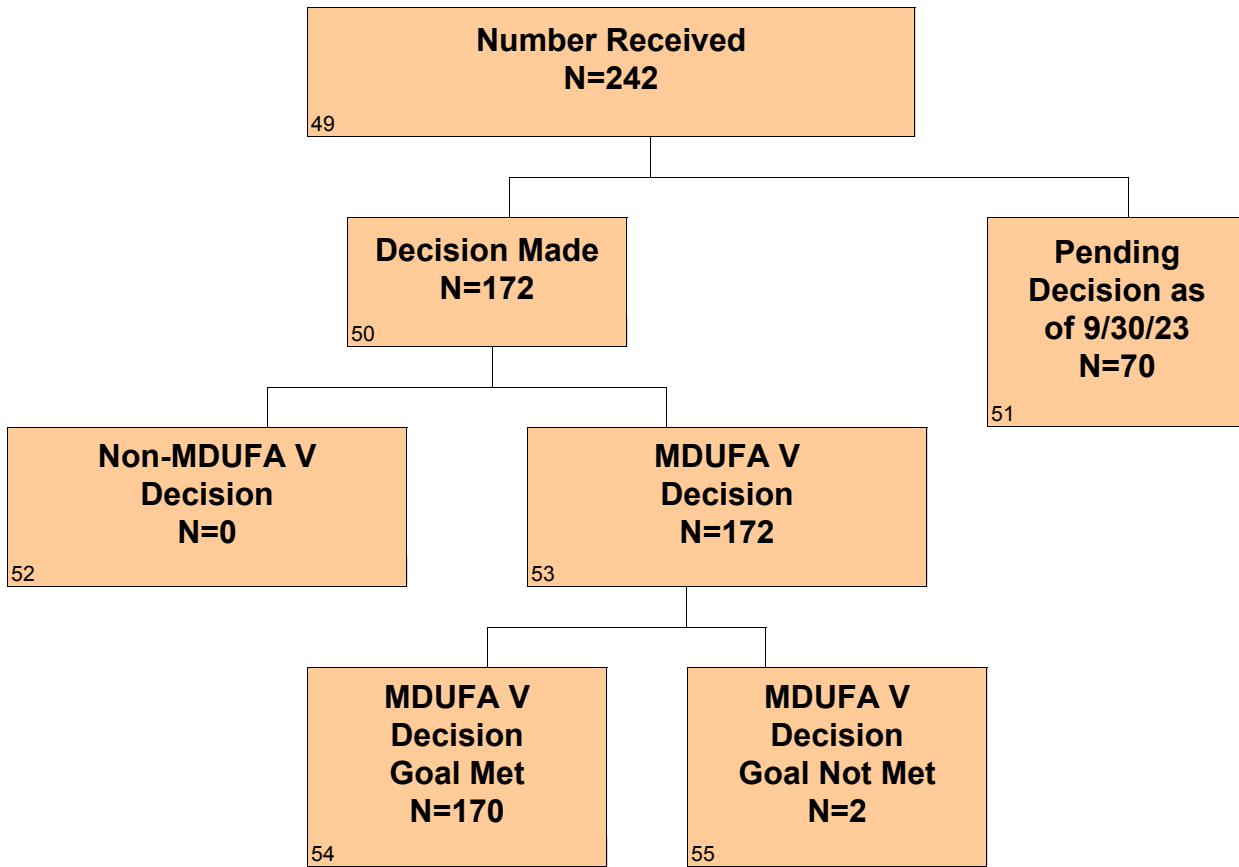 Number Received
N=242
49
Decision Made
N=172
50
Pending
Decision as
of 9/30/23
N=70
51
Non-MDUFA V
Decision
N=0
52
MDUFA V
Decision
N=172
53
MDUFA V
Decision
Goal Met
N=170
54
MDUFA V
Decision
Goal Not Met
N=2
55